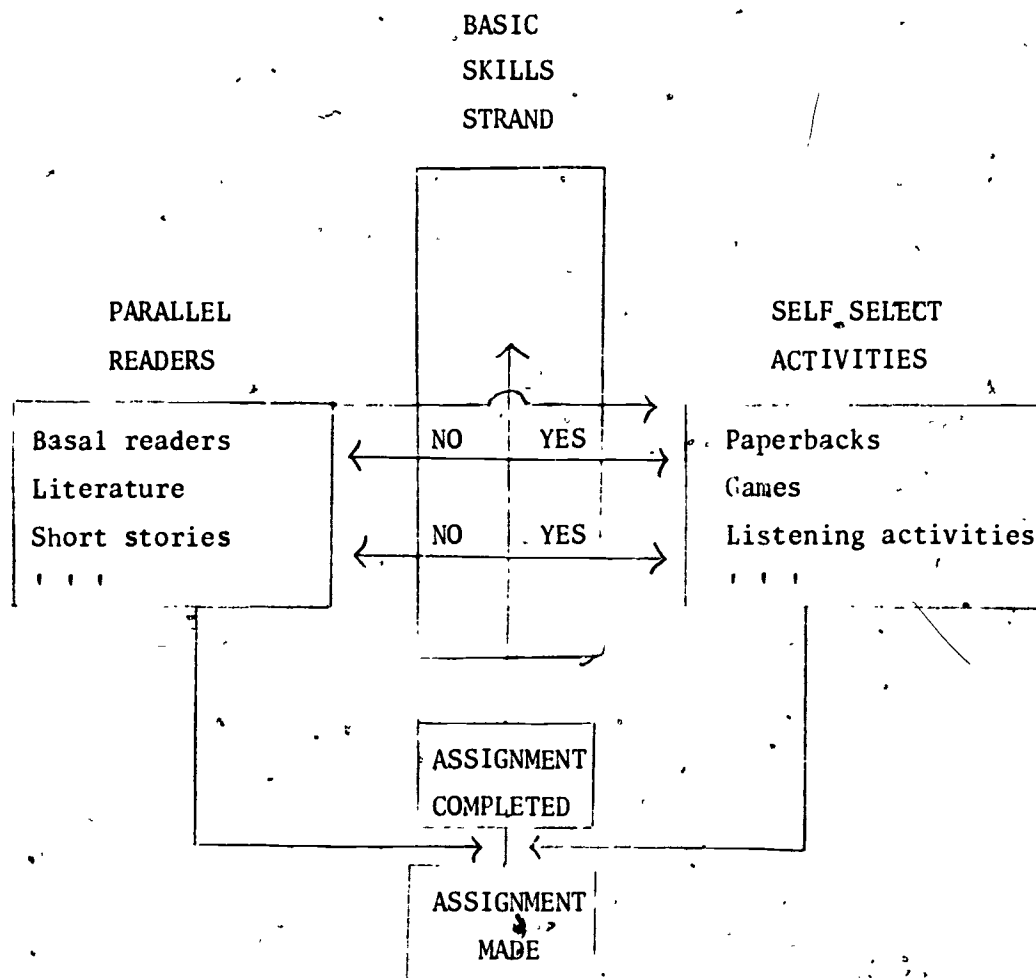 BASIC
SKILLS
STRAND
PARALLEL
READERS
SELF SELECT
ACTIVITIES
Basal readers
Literature
Short stories
NO YES
NO YES
Paperbacks
Games
Listening activities
ASSIGNMENT
COMPLETED
ASSIGNMENT
MADE